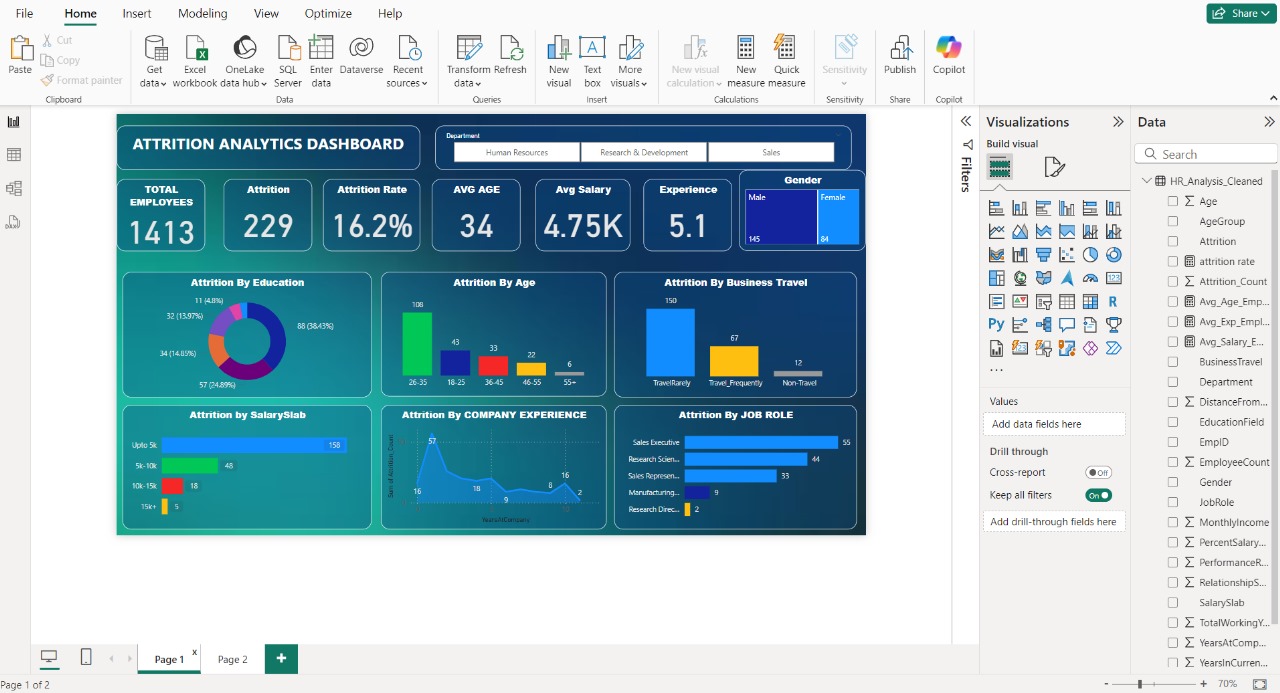 File Home Insert Modeling View Optimize Help Share
Paste Cut
Copy
Format painter
Clipboard
Get data Excel workbook OneLake data hub SQL Server Enter data Dataverse Recent sources
Data
Transform data Refresh
Queries
New visual Text box More visuals
Insert
New visual calculation New measure Quick measure
Calculations
Sensitivity
Sensitivity
Publish
Share
Copilot
Copilot
ATTRITION ANALYTICS DASHBOARD
Department
Human Resources Research & Development Sales
TOTAL EMPLOYEES
1413
Attrition
229
Attrition Rate
16.2%
AVG AGE
34
Avg Salary
4.75K
Experience
5.1
Gender
Male Female
145 84
Attrition By Education
11 (4.8%)
32 (13.97%)
88 (38.43%)
34 (14.85%)
57 (24.89%)
Attrition By Age
108
43
33
22
6
26-35 18-25 36-45 46-55 55+
Attrition By Business Travel
150
67
12
TravelRarely Travel_Frequently Non-Travel
Attrition by SalarySlab
Upto 5k 158
5k-10k 48
10k-15k 18
15k+ 5
Attrition By COMPANY EXPERIENCE
Sum of Attrition_Count
57
16 18 9 8 16 2
YearsAtCompany
Attrition By JOB ROLE
Sales Executive 55
Research Scien... 44
Sales Represen... 33
Manufacturing... 9
Research Direc... 2
Filters
Visualizations
Build visual
Values
Add data fields here
Drill through
Cross-report Off
Keep all filters On
Add drill-through fields here
Data
Search
HR_Analysis_Cleaned
Age
AgeGroup
Attrition
attrition rate
Attrition_Count
Avg_Age_Emp...
Avg_Exp_Empl...
Avg_Salary_E...
BusinessTravel
Department
DistanceFrom...
EducationField
EmpID
EmployeeCount
Gender
JobRole
MonthlyIncome
PercentSalary...
PerformanceR...
RelationshipS...
SalarySlab
TotalWorkingY...
YearsAtComp...
YearsInCurren...
Page 1 x Page 2 +
Page 1 of 2
- + 70%